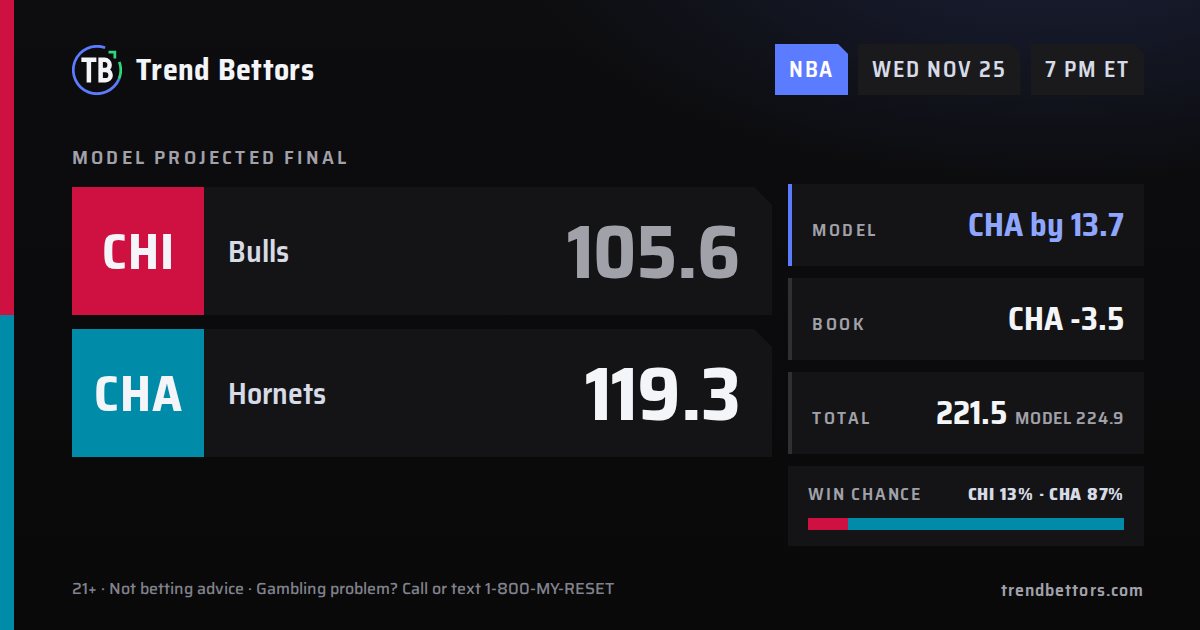 TB Trend Bettors
NBA WED NOV 25 7 PM ET
MODEL PROJECTED FINAL
CHI Bulls 105.6
CHA Hornets 119.3
MODEL CHA by 13.7
BOOK CHA -3.5
TOTAL 221.5 MODEL 224.9
WIN CHANCE CHI 13% · CHA 87%
21+ · Not betting advice · Gambling problem? Call or text 1-800-MY-RESET
trendbettors.com